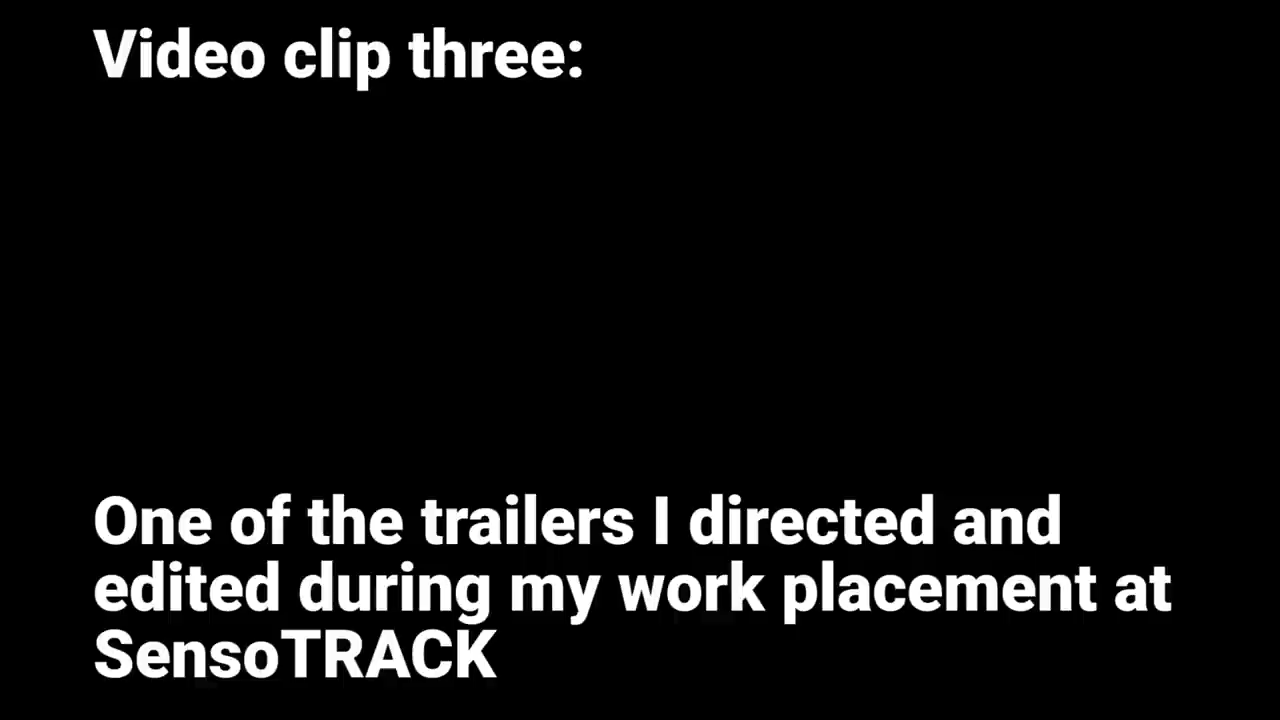 Video clip three:
One of the trailers I directed and
edited during my work placement at
SensoTRACK